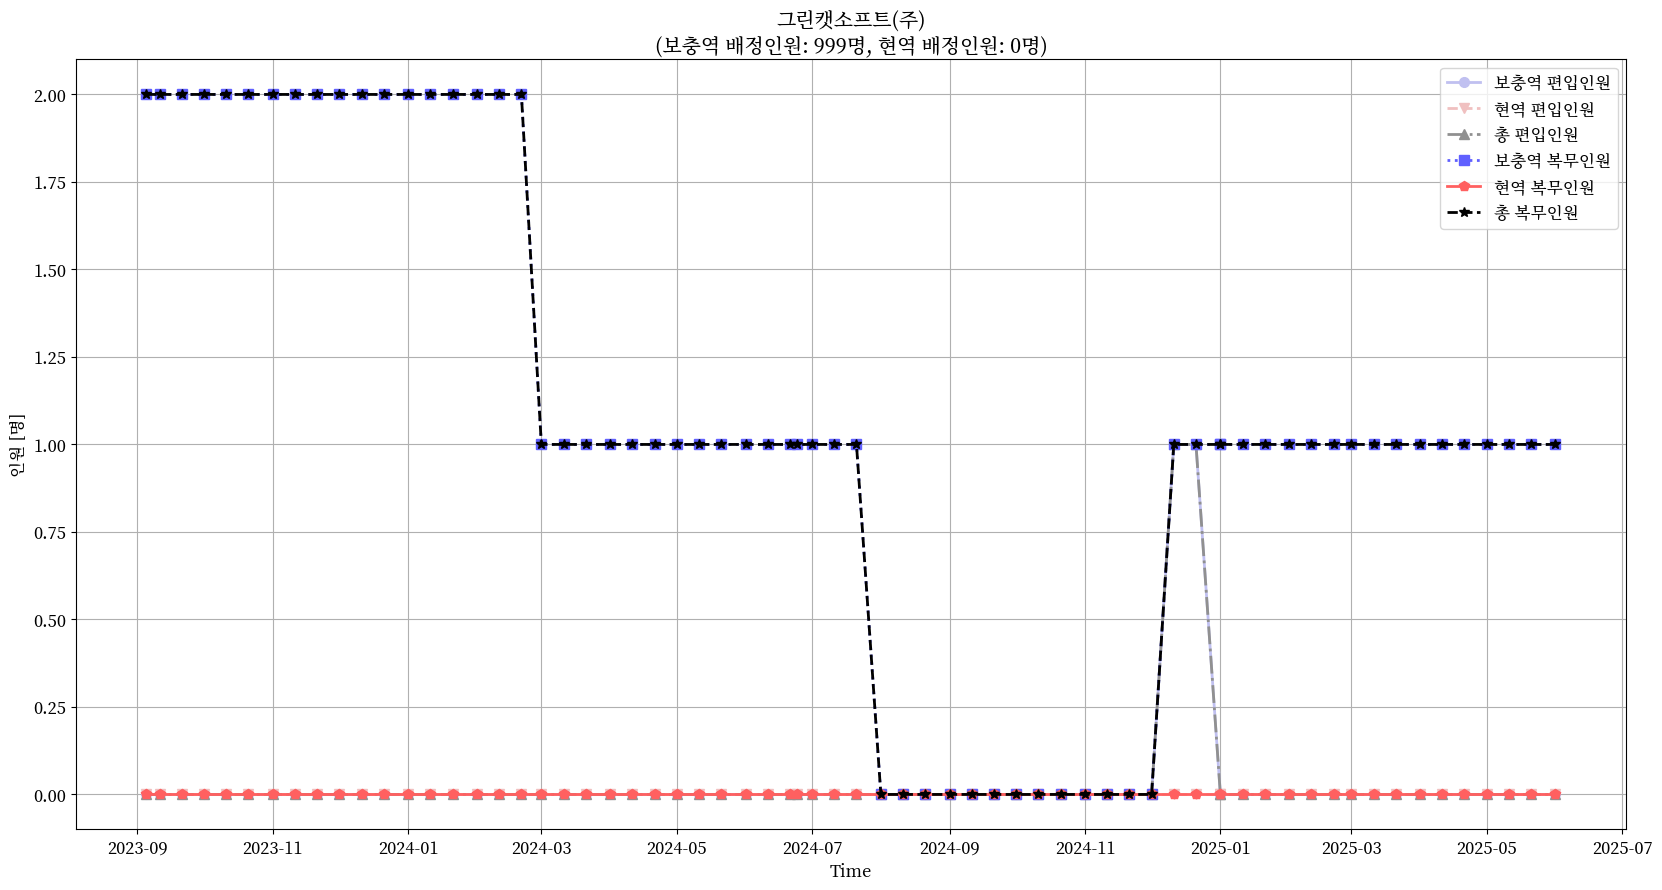 그린캣소프트(주)
(보충역 배정인원: 999명, 현역 배정인원: 0명)
보충역 편입인원
현역 편입인원
총 편입인원
보충역 복무인원
현역 복무인원
총 복무인원
인원 [명]
2.00
1.75
1.50
1.25
1.00
0.75
0.50
0.25
0.00
2023-09 2023-11 2024-01 2024-03 2024-05 2024-07 2024-09 2024-11 2025-01 2025-03 2025-05 2025-07
Time